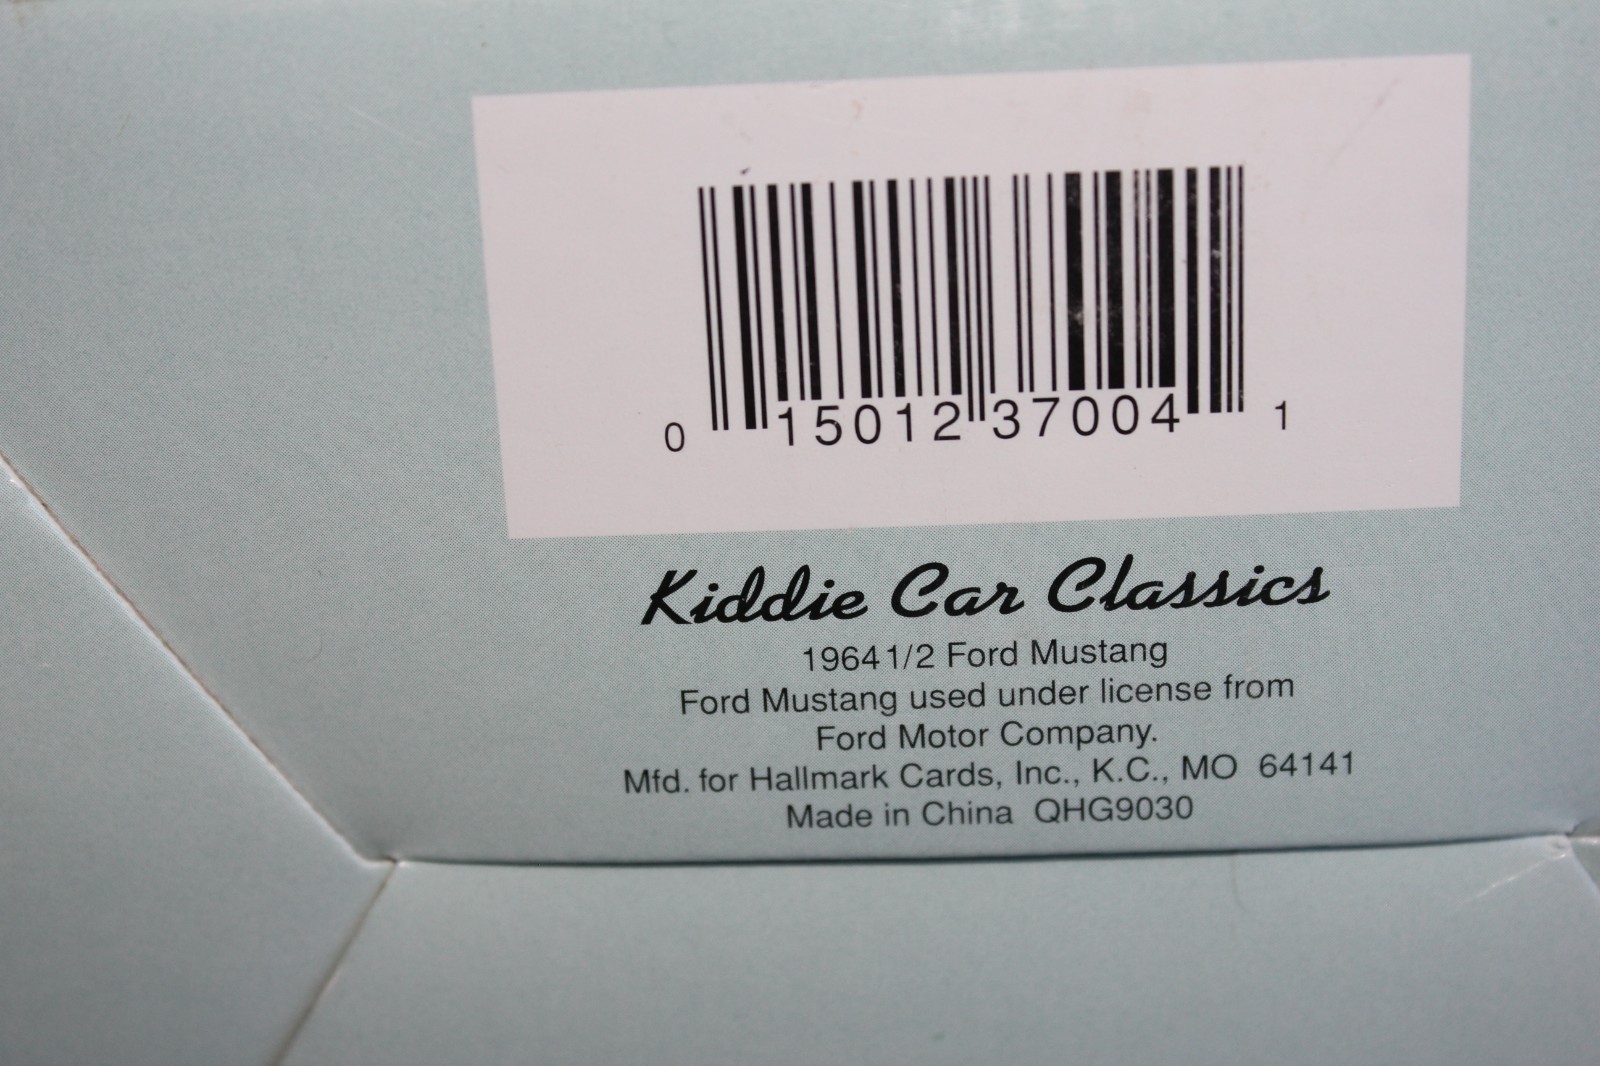 0 15012 37004 1
Kiddie Car Classics
19641/2 Ford Mustang
Ford Mustang used under license from
Ford Motor Company.
Mfd. for Hallmark Cards, Inc., K.C., MO 64141
Made in China QHG9030